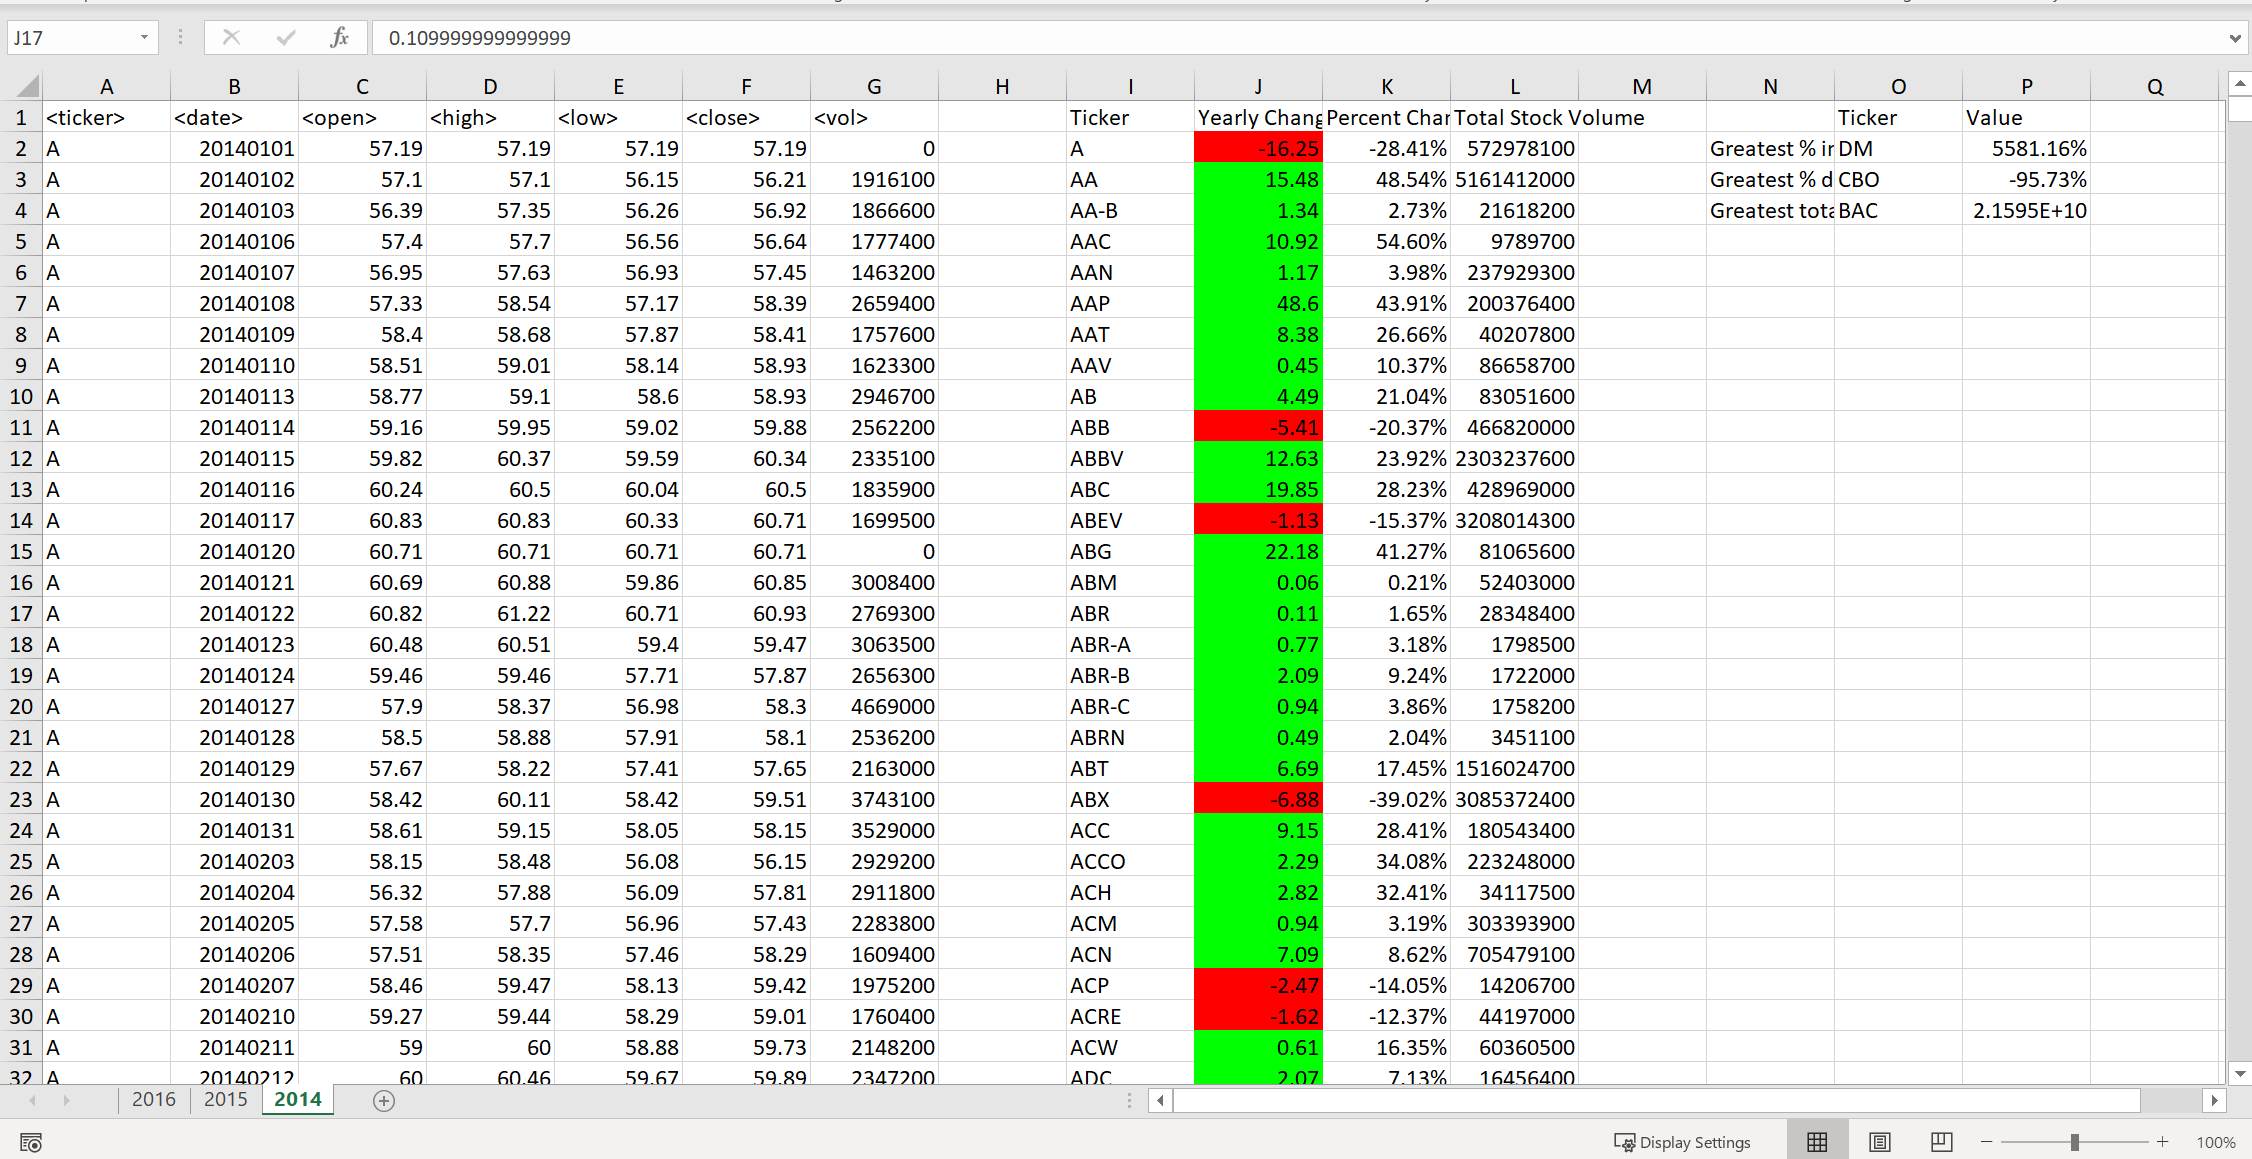 J17 fx 0.109999999999999
A B C D E F G H I J K L M N O P Q
1 <ticker> <date> <open> <high> <low> <close> <vol> Ticker Yearly Chang Percent Char Total Stock Volume Ticker Value
2 A 20140101 57.19 57.19 57.19 57.19 0 A -16.25 -28.41% 572978100 Greatest % in DM 5581.16%
3 A 20140102 57.1 57.1 56.15 56.21 1916100 AA 15.48 48.54% 5161412000 Greatest % d CBO -95.73%
4 A 20140103 56.39 57.35 56.26 56.92 1866600 AA-B 1.34 2.73% 21618200 Greatest tota BAC 2.1595E+10
5 A 20140106 57.4 57.7 56.56 56.64 1777400 AAC 10.92 54.60% 9789700
6 A 20140107 56.95 57.63 56.93 57.45 1463200 AAN 1.17 3.98% 237929300
7 A 20140108 57.33 58.54 57.17 58.39 2659400 AAP 48.6 43.91% 200376400
8 A 20140109 58.4 58.68 57.87 58.41 1757600 AAT 8.38 26.66% 40207800
9 A 20140110 58.51 59.01 58.14 58.93 1623300 AAV 0.45 10.37% 86658700
10 A 20140113 58.77 59.1 58.6 58.93 2946700 AB 4.49 21.04% 83051600
11 A 20140114 59.16 59.95 59.02 59.88 2562200 ABB -5.41 -20.37% 466820000
12 A 20140115 59.82 60.37 59.59 60.34 2335100 ABBV 12.63 23.92% 2303237600
13 A 20140116 60.24 60.5 60.04 60.5 1835900 ABC 19.85 28.23% 428969000
14 A 20140117 60.83 60.83 60.33 60.71 1699500 ABEV -1.13 -15.37% 3208014300
15 A 20140120 60.71 60.71 60.71 60.71 0 ABG 22.18 41.27% 81065600
16 A 20140121 60.69 60.88 59.86 60.85 3008400 ABM 0.06 0.21% 52403000
17 A 20140122 60.82 61.22 60.71 60.93 2769300 ABR 0.11 1.65% 28348400
18 A 20140123 60.48 60.51 59.4 59.47 3063500 ABR-A 0.77 3.18% 1798500
19 A 20140124 59.46 59.46 57.71 57.87 2656300 ABR-B 2.09 9.24% 1722000
20 A 20140127 57.9 58.37 56.98 58.3 4669000 ABR-C 0.94 3.86% 1758200
21 A 20140128 58.5 58.88 57.91 58.1 2536200 ABRN 0.49 2.04% 3451100
22 A 20140129 57.67 58.22 57.41 57.65 2163000 ABT 6.69 17.45% 1516024700
23 A 20140130 58.42 60.11 58.42 59.51 3743100 ABX -6.88 -39.02% 3085372400
24 A 20140131 58.61 59.15 58.05 58.15 3529000 ACC 9.15 28.41% 180543400
25 A 20140203 58.15 58.48 56.08 56.15 2929200 ACCO 2.29 34.08% 223248000
26 A 20140204 56.32 57.88 56.09 57.81 2911800 ACH 2.82 32.41% 34117500
27 A 20140205 57.58 57.7 56.96 57.43 2283800 ACM 0.94 3.19% 303393900
28 A 20140206 57.51 58.35 57.46 58.29 1609400 ACN 7.09 8.62% 705479100
29 A 20140207 58.46 59.47 58.13 59.42 1975200 ACP -2.47 -14.05% 14206700
30 A 20140210 59.27 59.44 58.29 59.01 1760400 ACRE -1.62 -12.37% 44197000
31 A 20140211 59 60 58.88 59.73 2148200 ACW 0.61 16.35% 60360500
32 A 20140212 60 60.46 59.67 59.89 2347200 ADC 2.07 7.13% 16456400
2016 2015 2014
Display Settings 100%